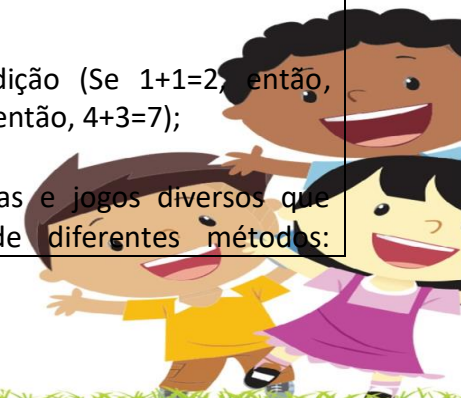 dição (Se 1+1=2, então,
então, 4+3=7);
as e jogos diversos que
de diferentes métodos: